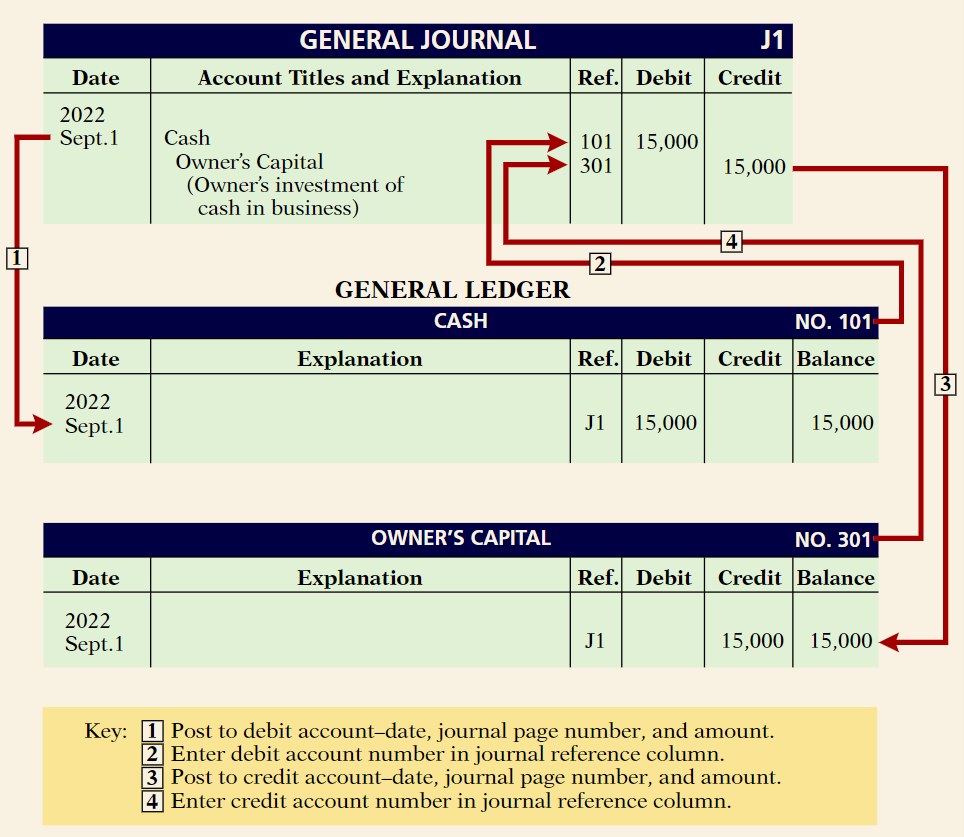 GENERAL JOURNAL J1
Date Account Titles and Explanation Ref. Debit Credit
2022
Sept.1 Cash 101 15,000
Owner's Capital 301 15,000
(Owner's investment of
cash in business)
1
4
2
GENERAL LEDGER
CASH NO. 101
Date Explanation Ref. Debit Credit Balance
3
2022
Sept.1 J1 15,000 15,000
OWNER'S CAPITAL NO. 301
Date Explanation Ref. Debit Credit Balance
2022
Sept.1 J1 15,000 15,000
Key: 1 Post to debit account–date, journal page number, and amount.
2 Enter debit account number in journal reference column.
3 Post to credit account–date, journal page number, and amount.
4 Enter credit account number in journal reference column.